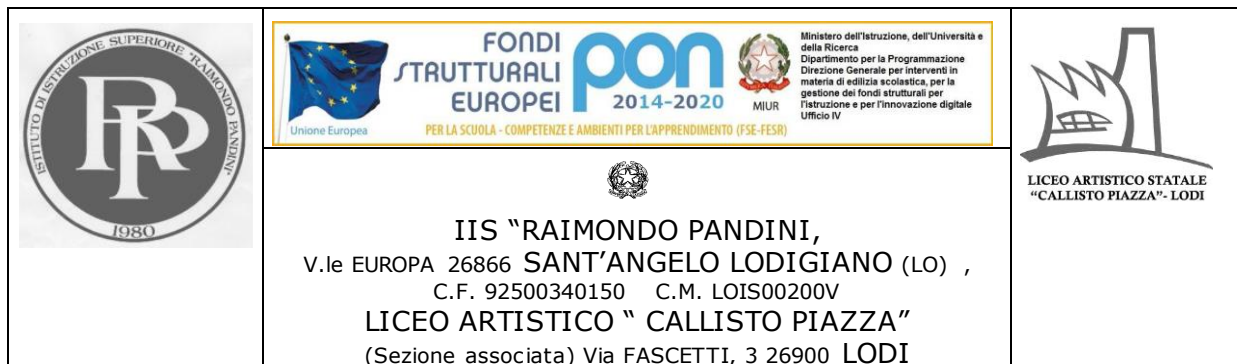 ISTITUTO DI ISTRUZIONE SUPERIORE "RAIMONDO PANDINI"
1980
Unione Europea
FONDI
STRUTTURALI
EUROPEI
pon
2014-2020
MIUR
Ministero dell'Istruzione, dell'Università e
della Ricerca
Dipartimento per la Programmazione
Direzione Generale per interventi in
materia di edilizia scolastica, per la
gestione dei fondi strutturali per
l'istruzione e per l'innovazione digitale
Ufficio IV
PER LA SCUOLA - COMPETENZE E AMBIENTI PER L'APPRENDIMENTO (FSE-FESR)
LICEO ARTISTICO STATALE
"CALLISTO PIAZZA"- LODI
IIS "RAIMONDO PANDINI,
V.le EUROPA 26866 SANT'ANGELO LODIGIANO (LO) ,
C.F. 92500340150 C.M. LOIS00200V
LICEO ARTISTICO " CALLISTO PIAZZA"
(Sezione associata) Via FASCETTI, 3 26900 LODI